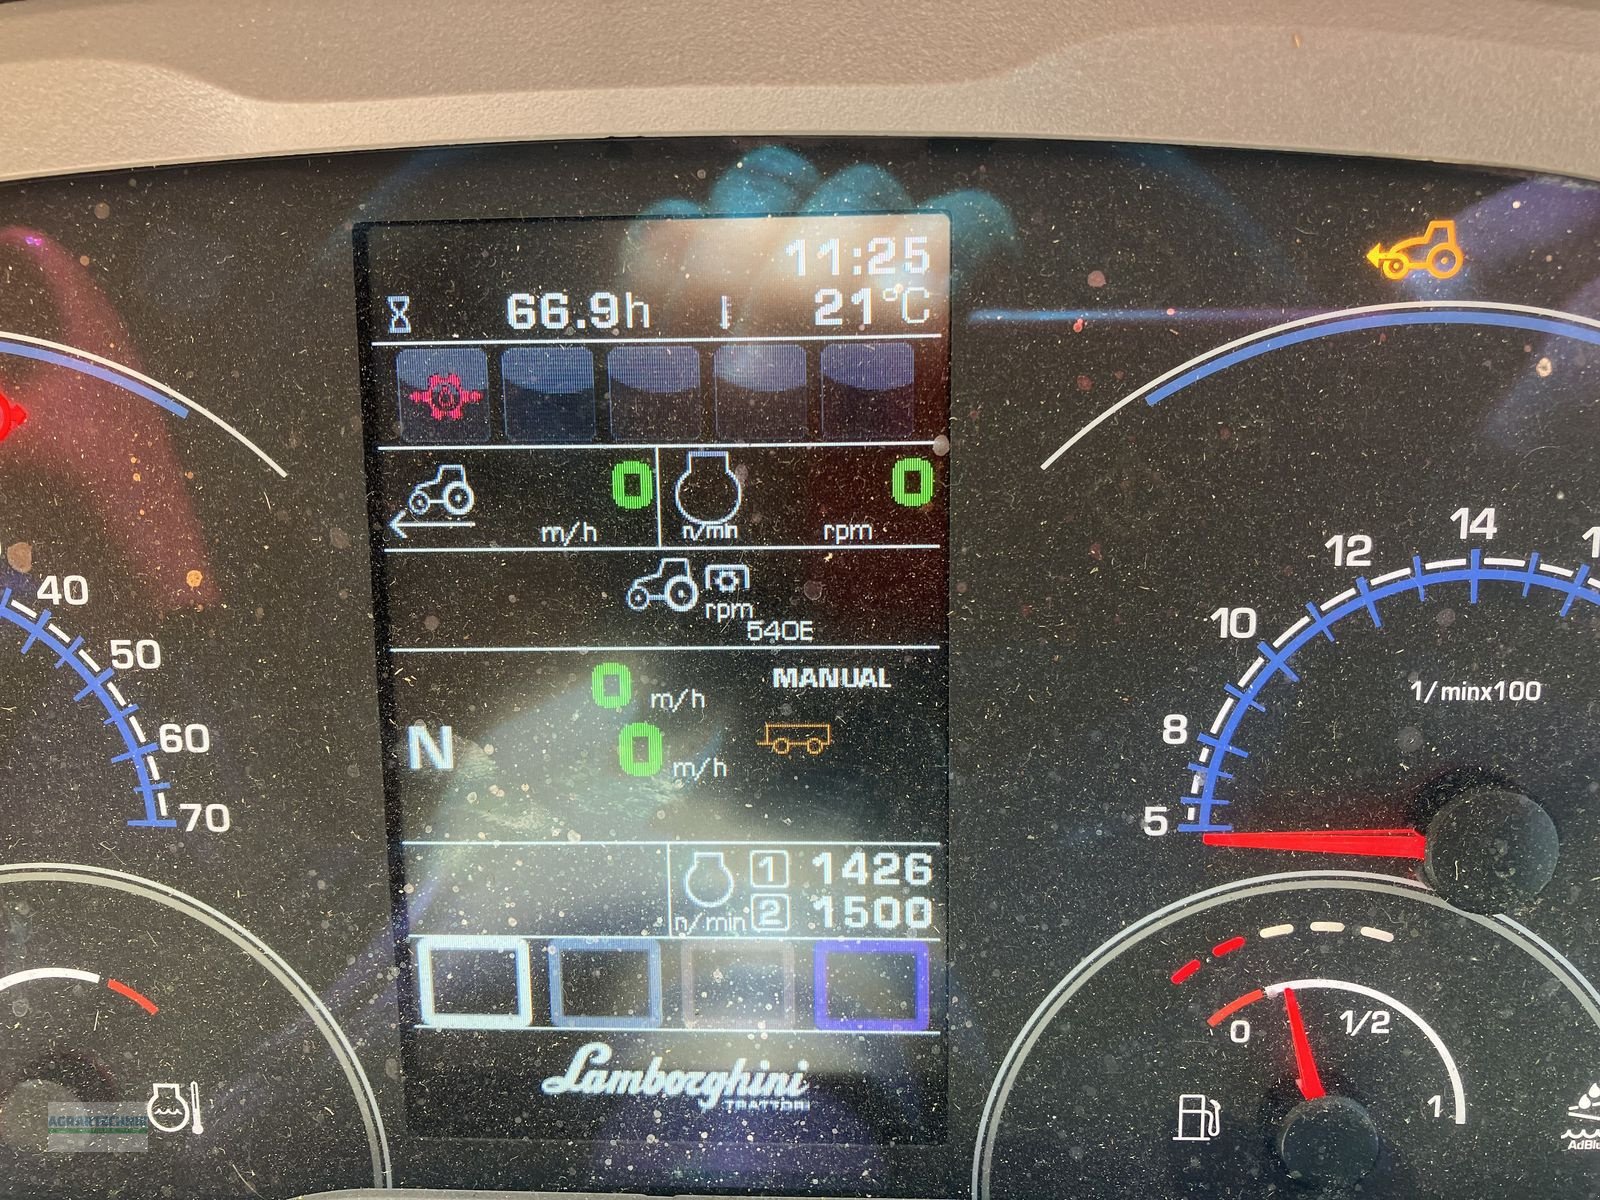 11:25
66.9h 21°C
0 m/h n/min 0 rpm
rpm
540E
0 m/h MANUAL
N 0 m/h
n/min 1 1426
2 1500
Lamborghini
TRATTORI
40
50
60
70
5
8
10
12
14
1/minx100
0
1/2
1
AGRARTECHNIK